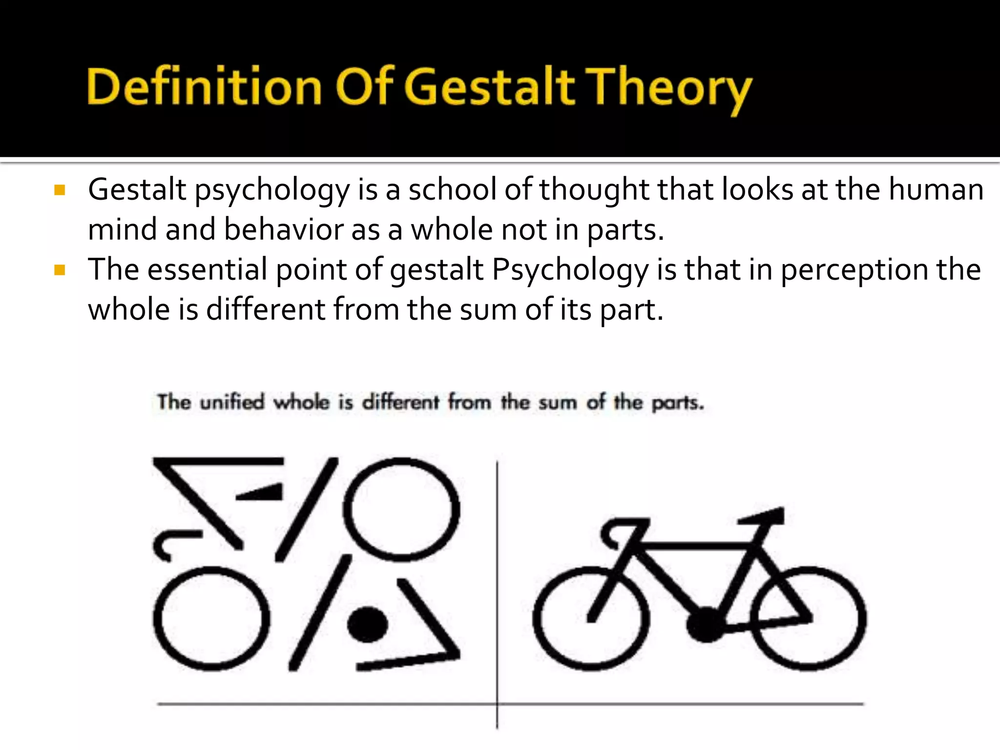 Definition Of Gestalt Theory
Gestalt psychology is a school of thought that looks at the human
mind and behavior as a whole not in parts.
The essential point of gestalt Psychology is that in perception the
whole is different from the sum of its part.
The unified whole is different from the sum of the parts.